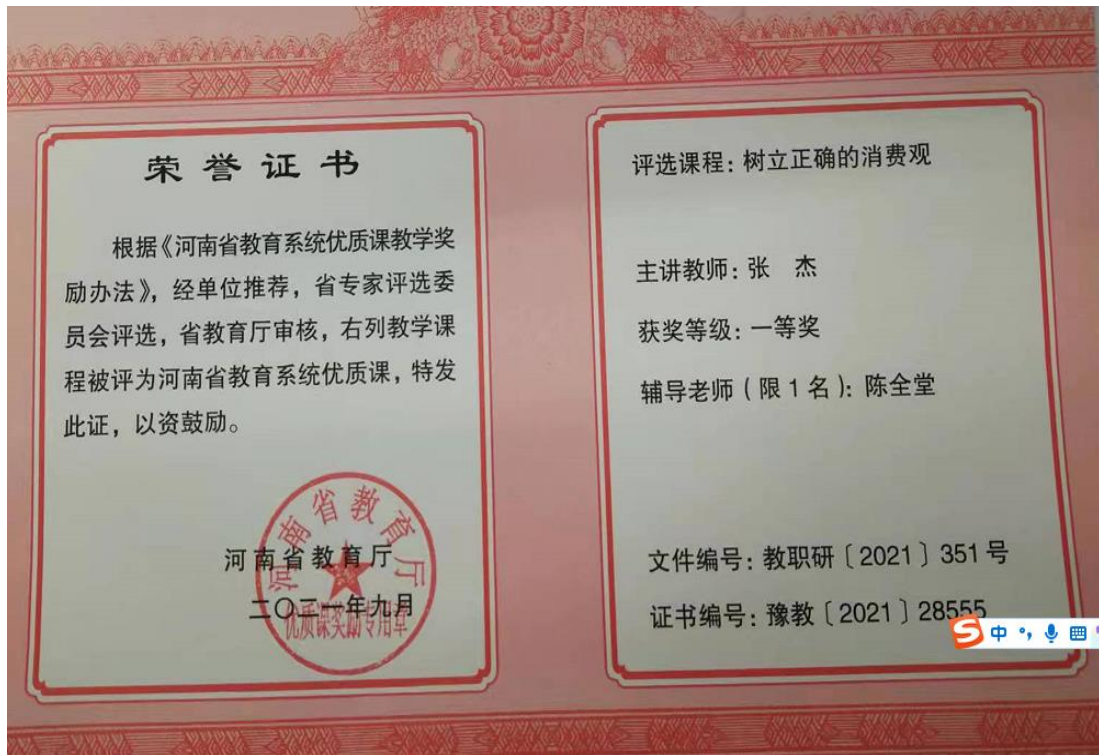 荣誉证书
根据《河南省教育系统优质课教学奖
励办法》，经单位推荐，省专家评选委
员会评选，省教育厅审核，右列教学课
程被评为河南省教育系统优质课，特发
此证，以资鼓励。
河南省教育厅
二〇二一年九月
河南省教育厅
优质课奖励专用章
评选课程：树立正确的消费观
主讲教师：张 杰
获奖等级：一等奖
辅导老师（限1名）：陈全堂
文件编号：教职研〔2021〕351号
证书编号：豫教〔2021〕28555
中